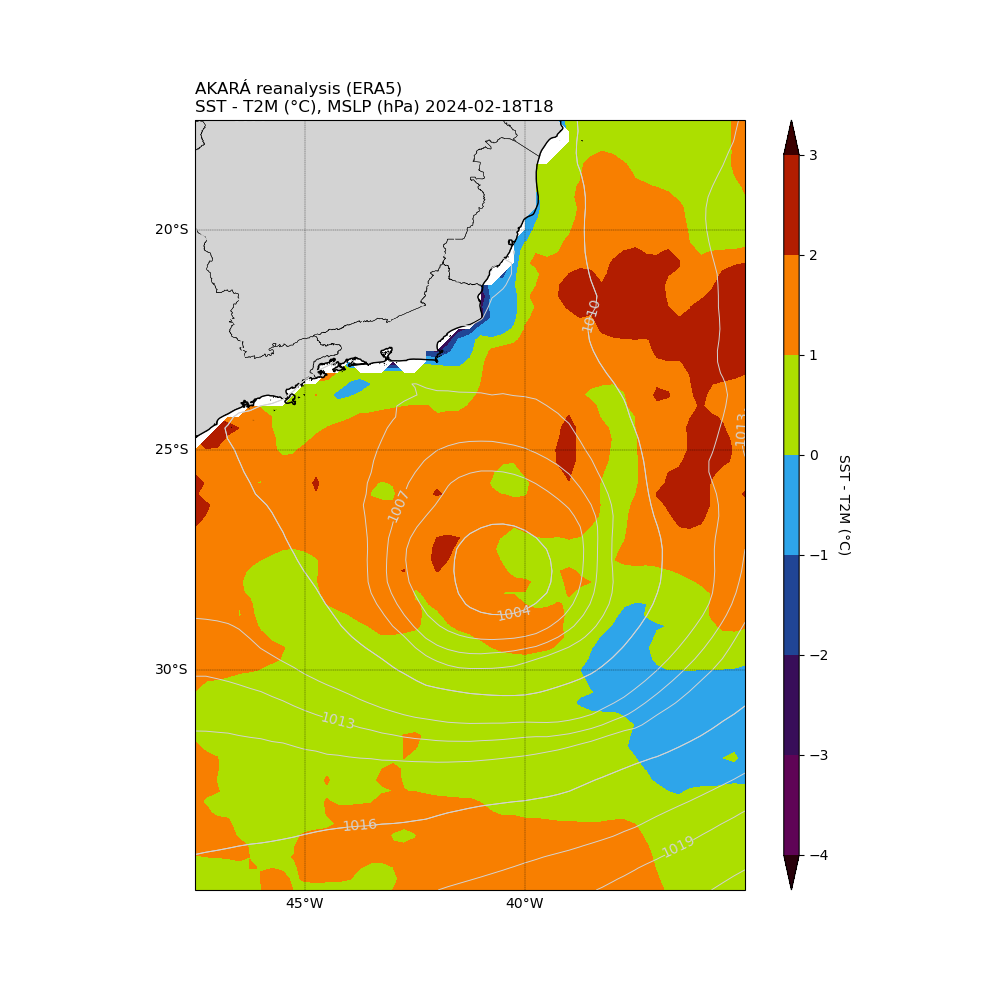 AKARÁ reanalysis (ERA5)
SST - T2M (°C), MSLP (hPa) 2024-02-18T18
3
20°S
2
1010
1
1013
25°S
0
SST - T2M (°C)
1007
−1
1004
−2
30°S
1013
−3
1016
1019
−4
45°W 40°W